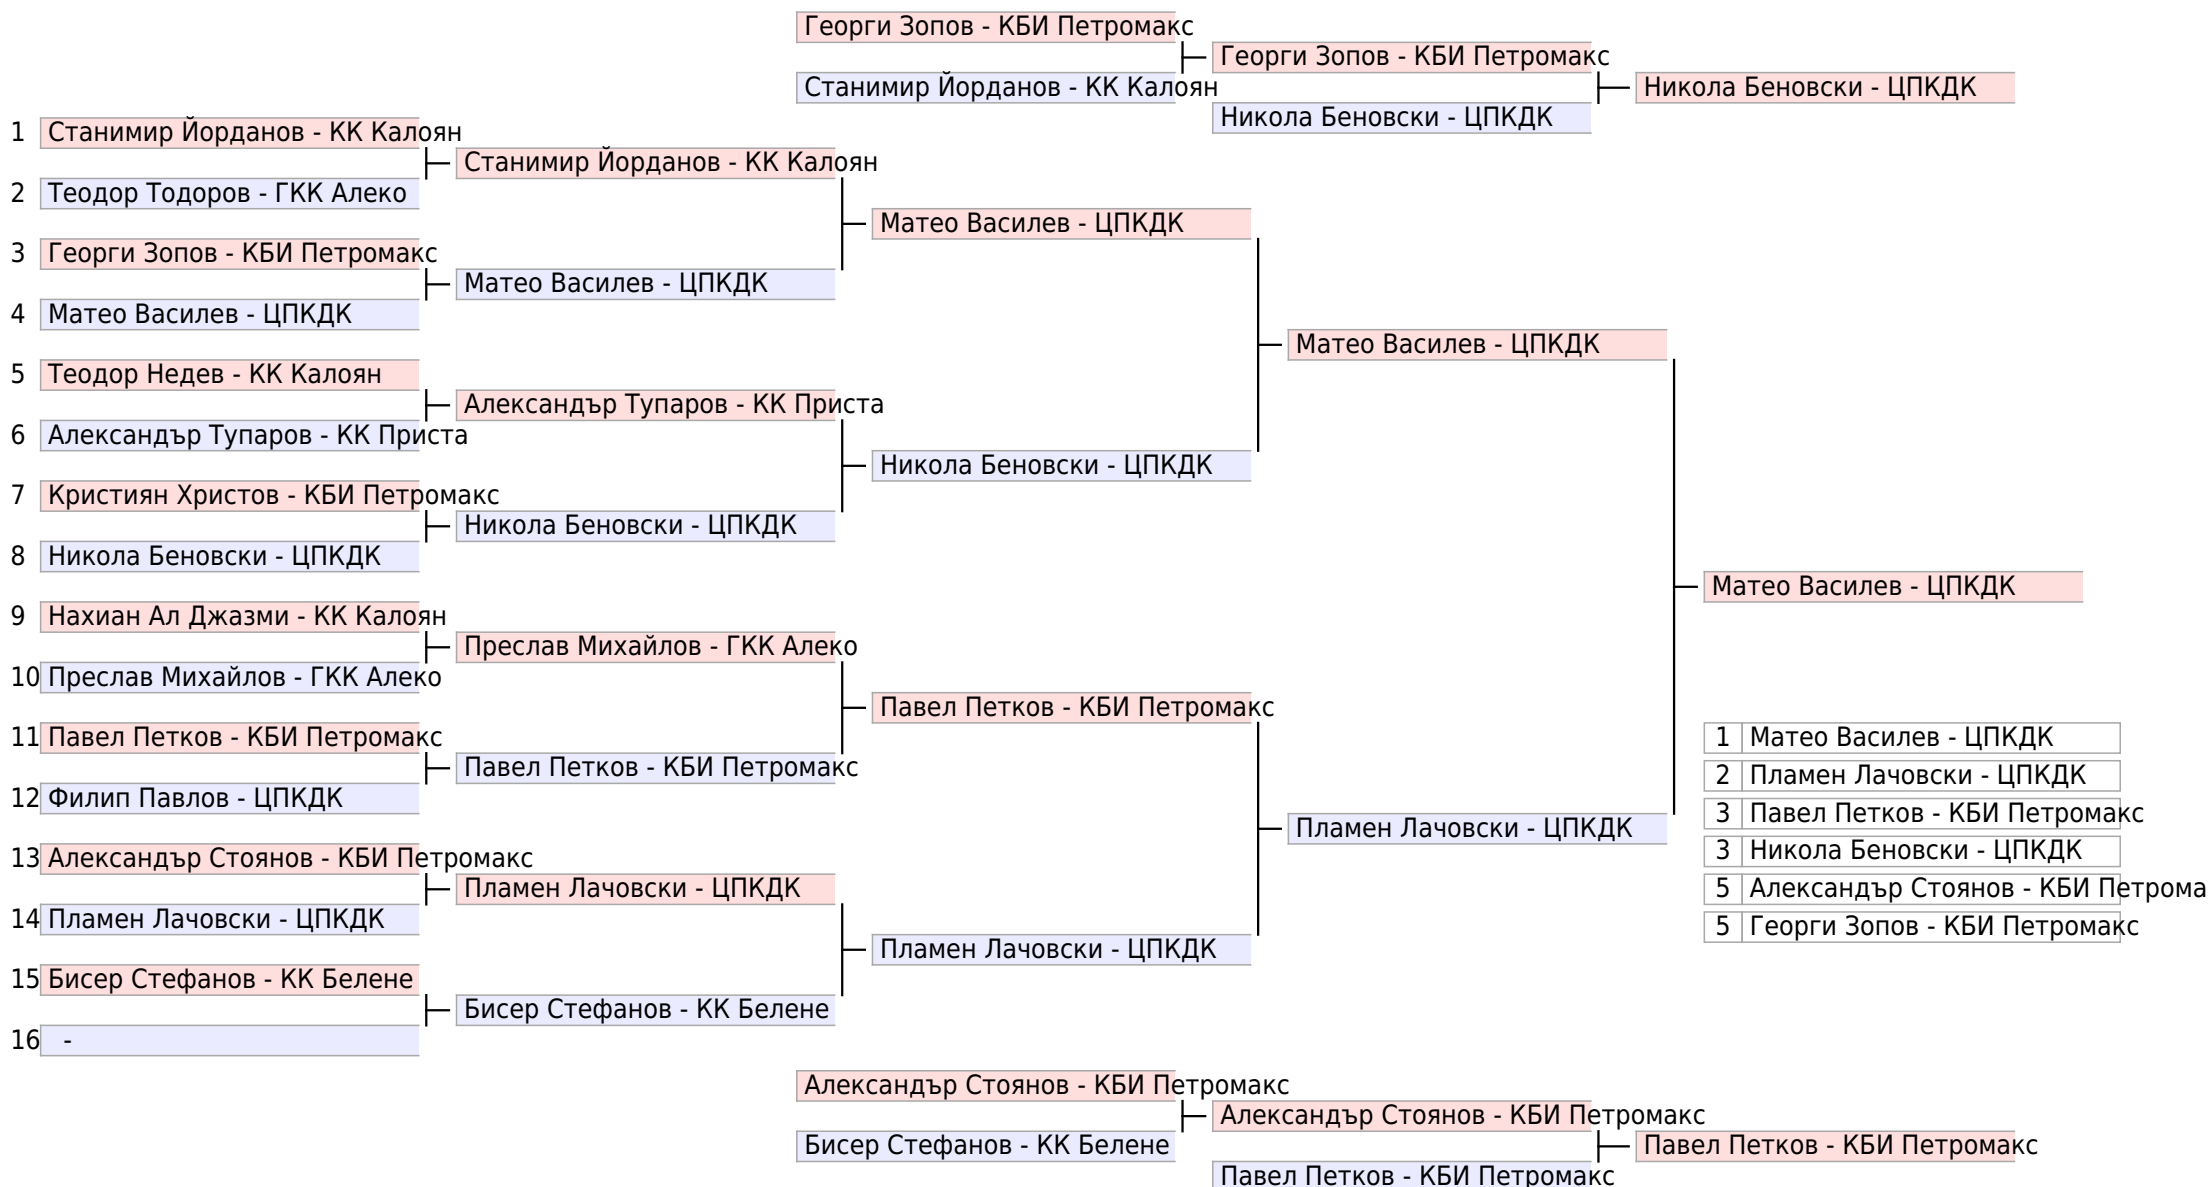 Георги Зопов - КБИ Петромакс
Георги Зопов - КБИ Петромакс
Станимир Йорданов - КК Калоян
Никола Беновски - ЦПКДК
Никола Беновски - ЦПКДК
1 Станимир Йорданов - КК Калоян
Станимир Йорданов - КК Калоян
2 Теодор Тодоров - ГКК Алеко
Матео Василев - ЦПКДК
3 Георги Зопов - КБИ Петромакс
Матео Василев - ЦПКДК
4 Матео Василев - ЦПКДК
Матео Василев - ЦПКДК
5 Теодор Недев - КК Калоян
Александър Тупаров - КК Приста
6 Александър Тупаров - КК Приста
Никола Беновски - ЦПКДК
7 Кристиян Христов - КБИ Петромакс
Никола Беновски - ЦПКДК
8 Никола Беновски - ЦПКДК
Матео Василев - ЦПКДК
9 Нахиан Ал Джазми - КК Калоян
Преслав Михайлов - ГКК Алеко
10 Преслав Михайлов - ГКК Алеко
Павел Петков - КБИ Петромакс
11 Павел Петков - КБИ Петромакс
Павел Петков - КБИ Петромакс
12 Филип Павлов - ЦПКДК
Пламен Лачовски - ЦПКДК
13 Александър Стоянов - КБИ Петромакс
Пламен Лачовски - ЦПКДК
14 Пламен Лачовски - ЦПКДК
Пламен Лачовски - ЦПКДК
15 Бисер Стефанов - КК Белене
Бисер Стефанов - КК Белене
16 -
1 Матео Василев - ЦПКДК
2 Пламен Лачовски - ЦПКДК
3 Павел Петков - КБИ Петромакс
3 Никола Беновски - ЦПКДК
5 Александър Стоянов - КБИ Петрома
5 Георги Зопов - КБИ Петромакс
Александър Стоянов - КБИ Петромакс
Александър Стоянов - КБИ Петромакс
Бисер Стефанов - КК Белене
Павел Петков - КБИ Петромакс
Павел Петков - КБИ Петромакс